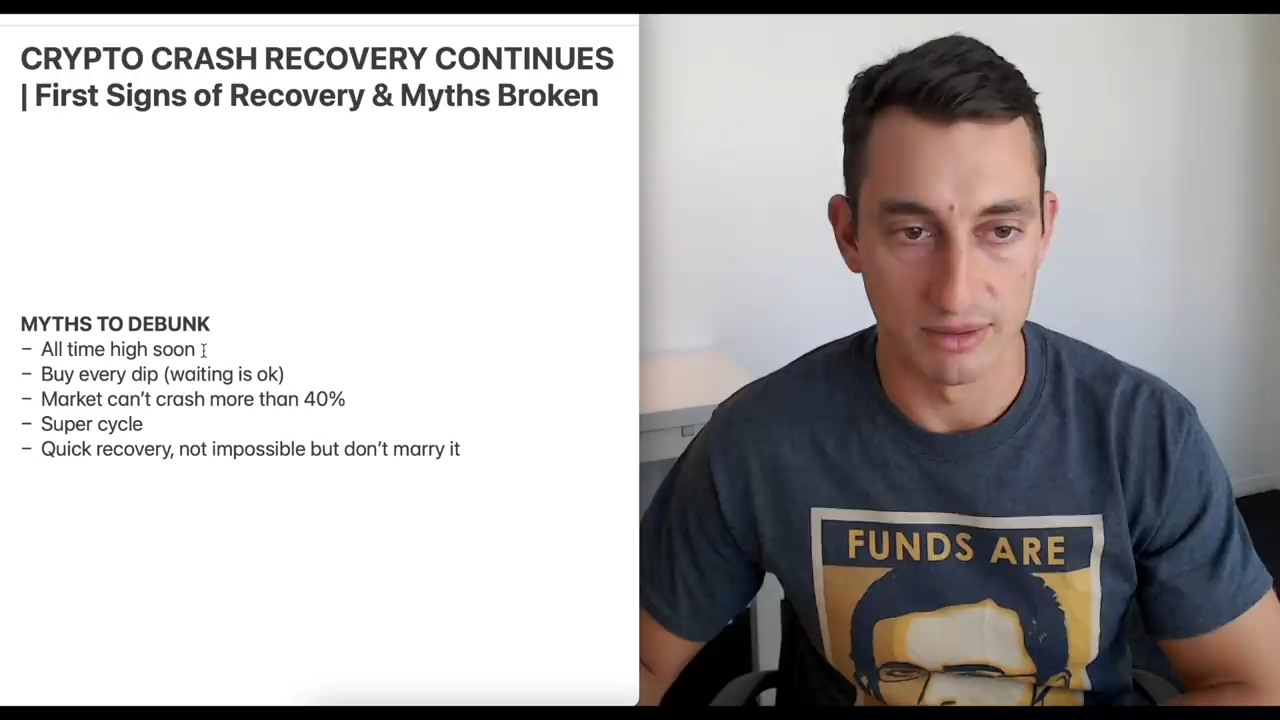 CRYPTO CRASH RECOVERY CONTINUES
| First Signs of Recovery & Myths Broken
MYTHS TO DEBUNK
– All time high soon
– Buy every dip (waiting is ok)
– Market can’t crash more than 40%
– Super cycle
– Quick recovery, not impossible but don’t marry it
FUNDS ARE